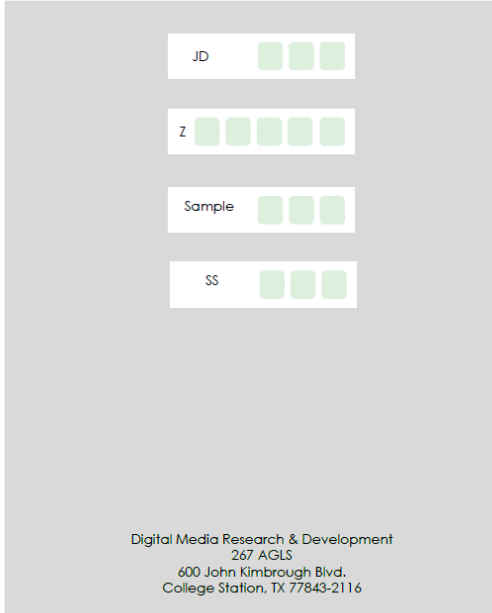 JD
Z
Sample
SS
Digital Media Research & Development
267 AGLS
600 John Kimbrough Blvd.
College Station, TX 77843-2116